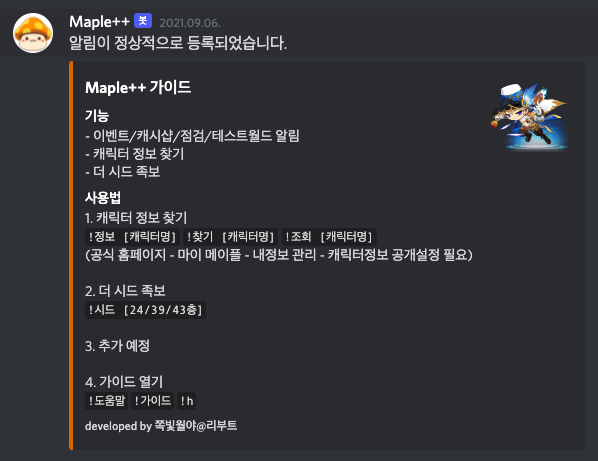 Maple++ 봇 2021.09.06.
알림이 정상적으로 등록되었습니다.
Maple++ 가이드
기능
- 이벤트/캐시샵/점검/테스트월드 알림
- 캐릭터 정보 찾기
- 더 시드 족보
사용법
1. 캐릭터 정보 찾기
!정보 [캐릭터명] !찾기 [캐릭터명] !조회 [캐릭터명]
(공식 홈페이지 - 마이 메이플 - 내정보 관리 - 캐릭터정보 공개설정 필요)
2. 더 시드 족보
!시드 [24/39/43층]
3. 추가 예정
4. 가이드 열기
!도움말 !가이드 !h
developed by 쪽빛월야@리부트